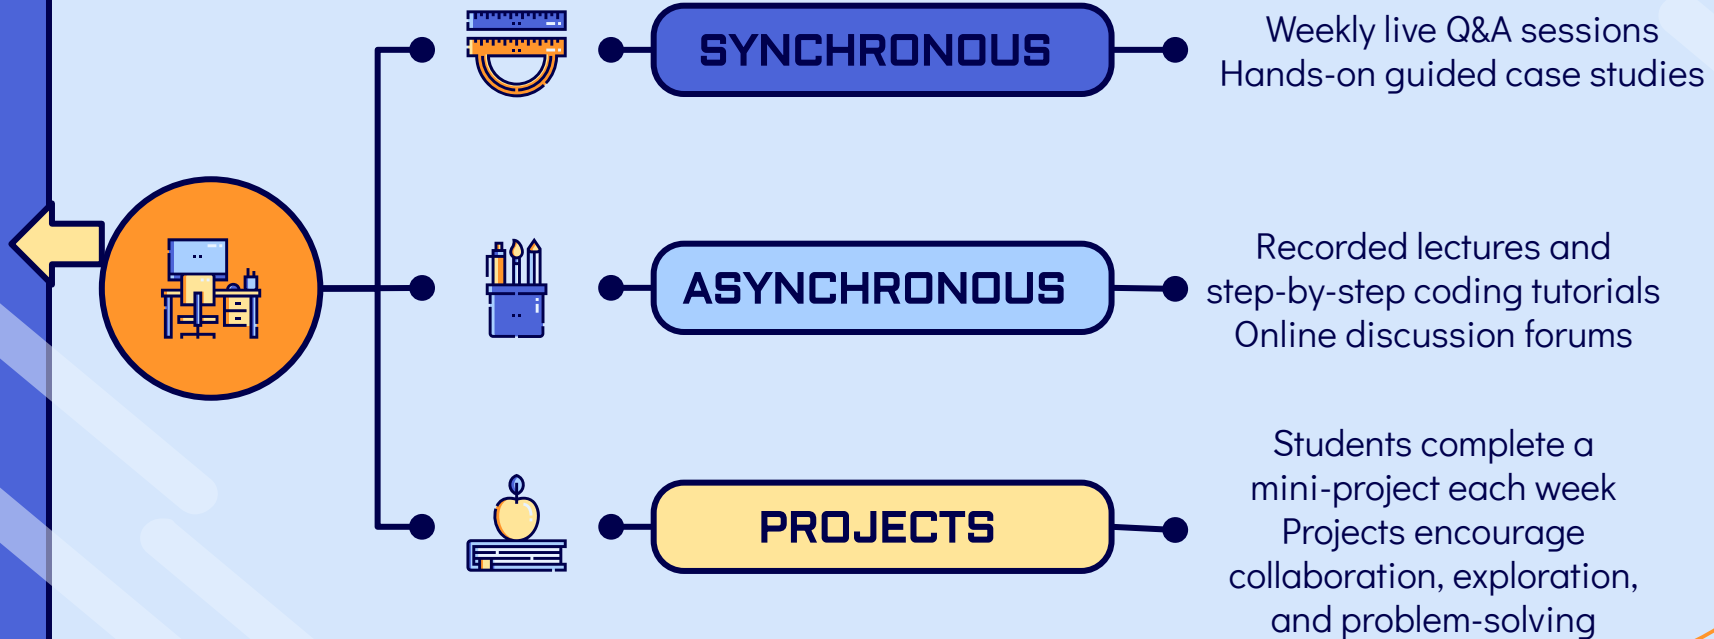 SYNCHRONOUS
Weekly live Q&A sessions
Hands-on guided case studies
ASYNCHRONOUS
Recorded lectures and
step-by-step coding tutorials
Online discussion forums
PROJECTS
Students complete a
mini-project each week
Projects encourage
collaboration, exploration,
and problem-solving